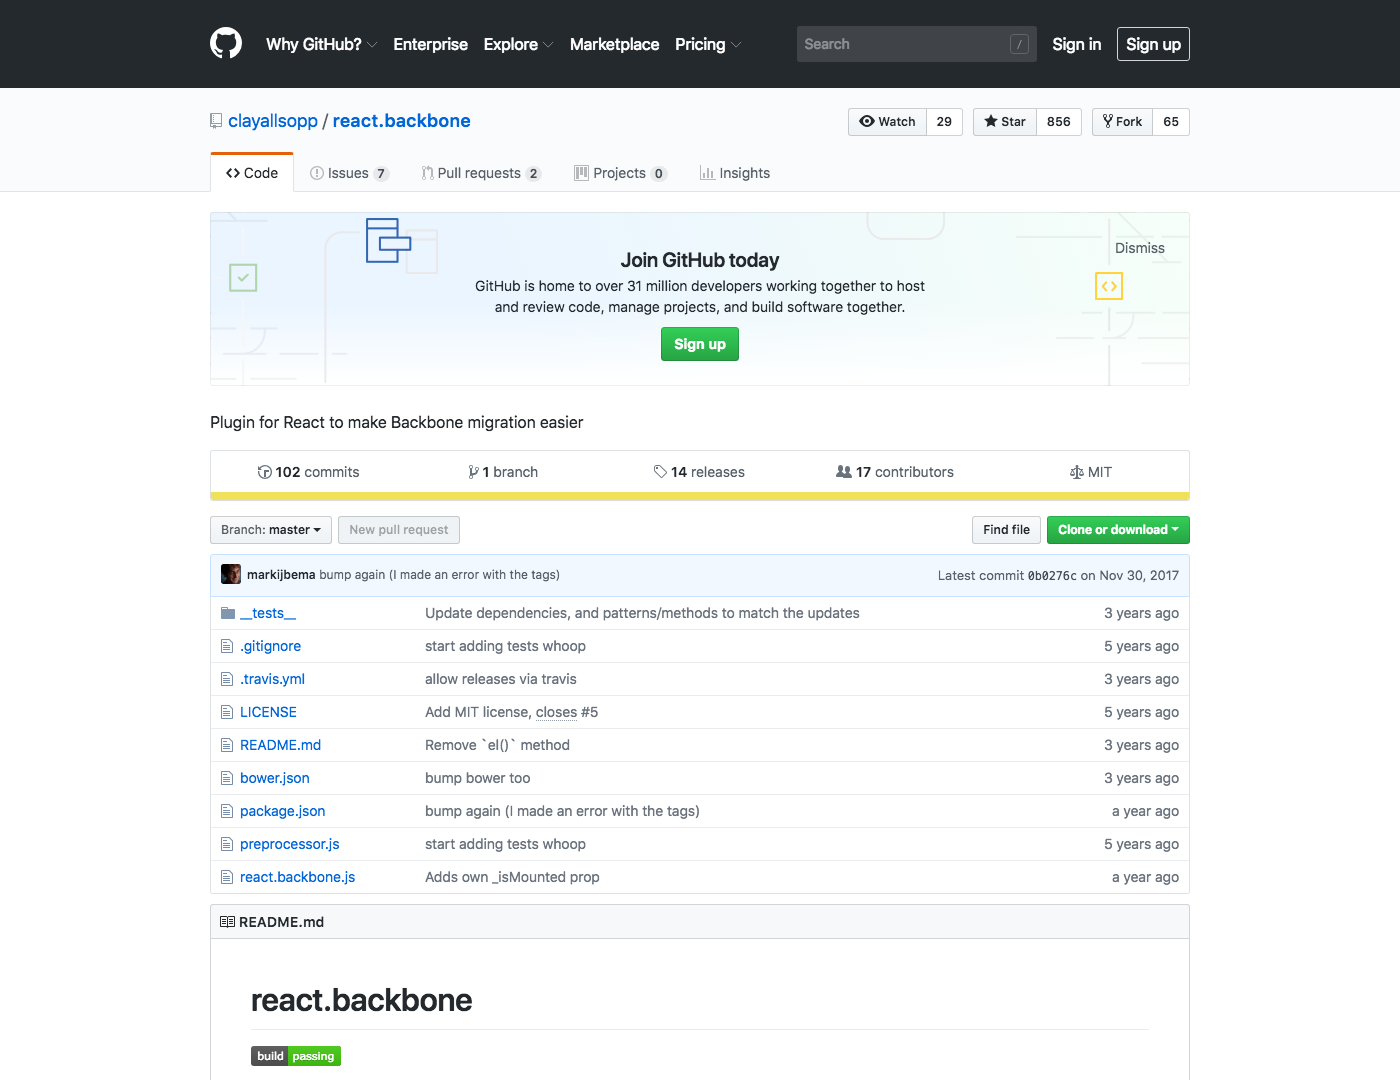 Why GitHub? Enterprise Explore Marketplace Pricing Search / Sign in Sign up
clayallsopp / react.backbone Watch 29 Star 856 Fork 65
Code Issues 7 Pull requests 2 Projects 0 Insights
Dismiss
Join GitHub today
GitHub is home to over 31 million developers working together to host
and review code, manage projects, and build software together.
Sign up
Plugin for React to make Backbone migration easier
102 commits 1 branch 14 releases 17 contributors MIT
Branch: master New pull request Find file Clone or download
markijbema bump again (I made an error with the tags) Latest commit 0b0276c on Nov 30, 2017
__tests__ Update dependencies, and patterns/methods to match the updates 3 years ago
.gitignore start adding tests whoop 5 years ago
.travis.yml allow releases via travis 3 years ago
LICENSE Add MIT license, closes #5 5 years ago
README.md Remove `el()` method 3 years ago
bower.json bump bower too 3 years ago
package.json bump again (I made an error with the tags) a year ago
preprocessor.js start adding tests whoop 5 years ago
react.backbone.js Adds own _isMounted prop a year ago
README.md
react.backbone
build passing